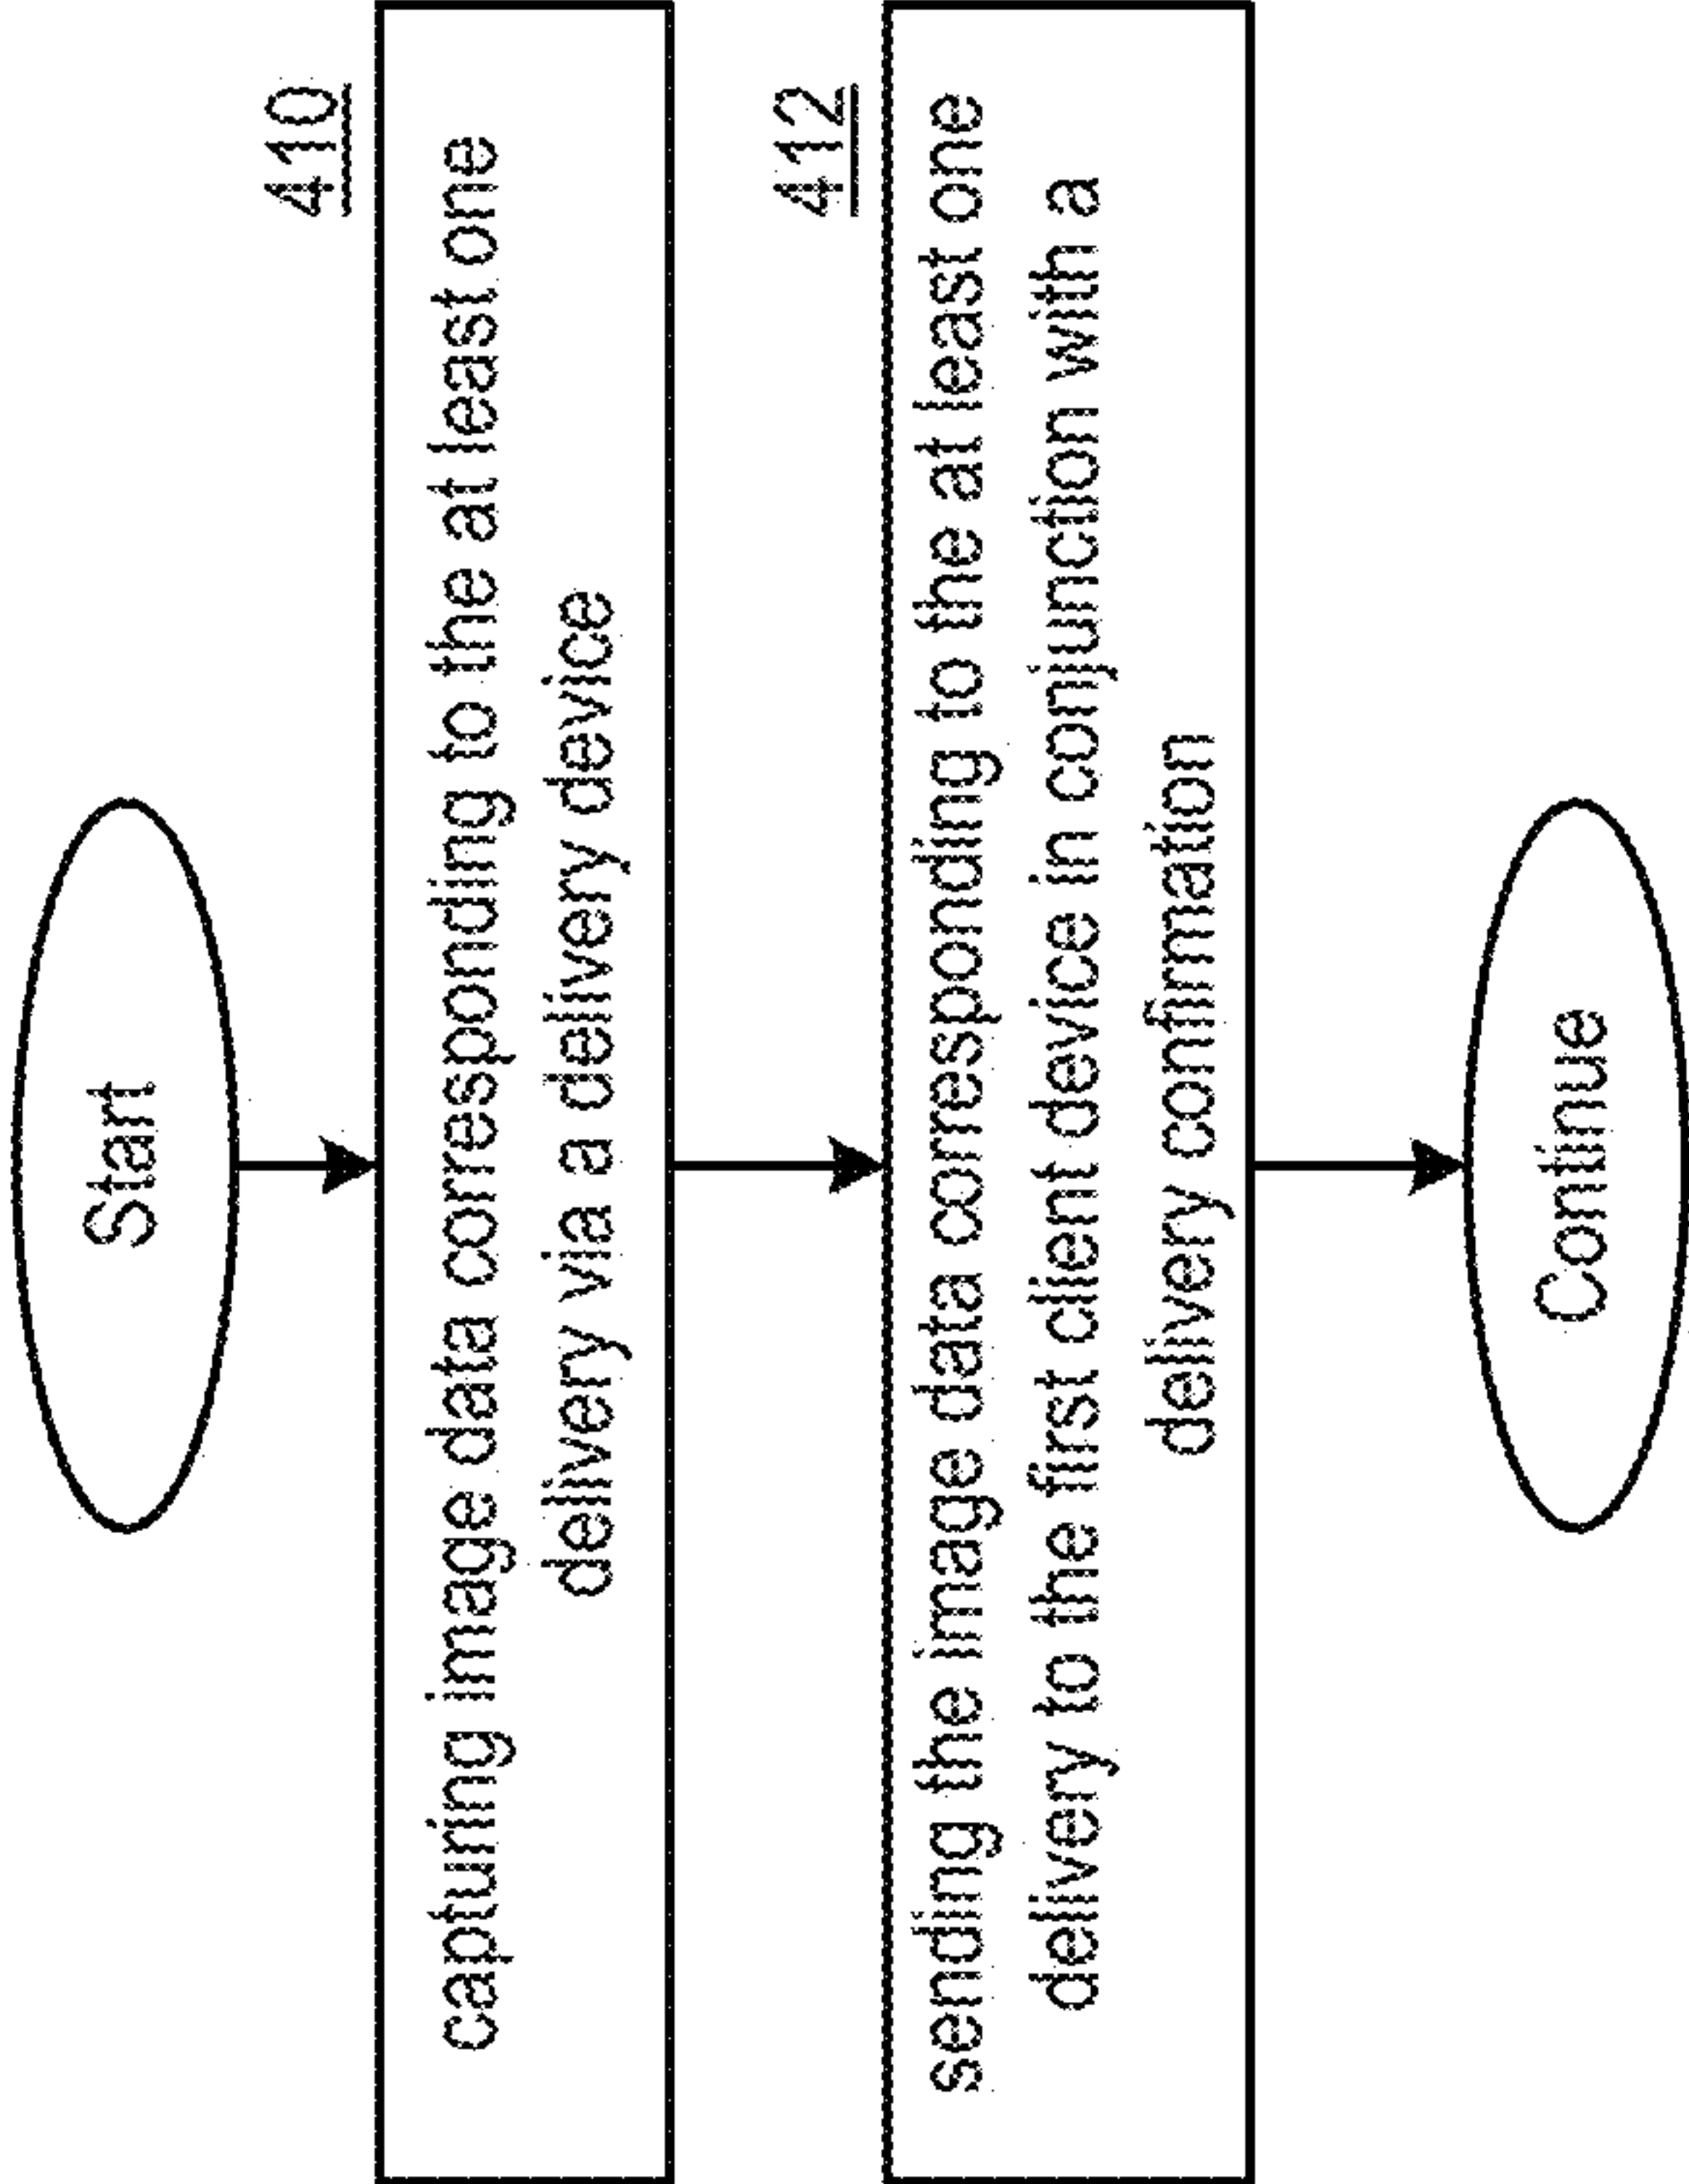 Start
410
capturing image data corresponding to the at least one
delivery via a delivery device
412
sending the image data corresponding to the at least one
delivery to the first client device in conjunction with a
delivery confirmation
Continue